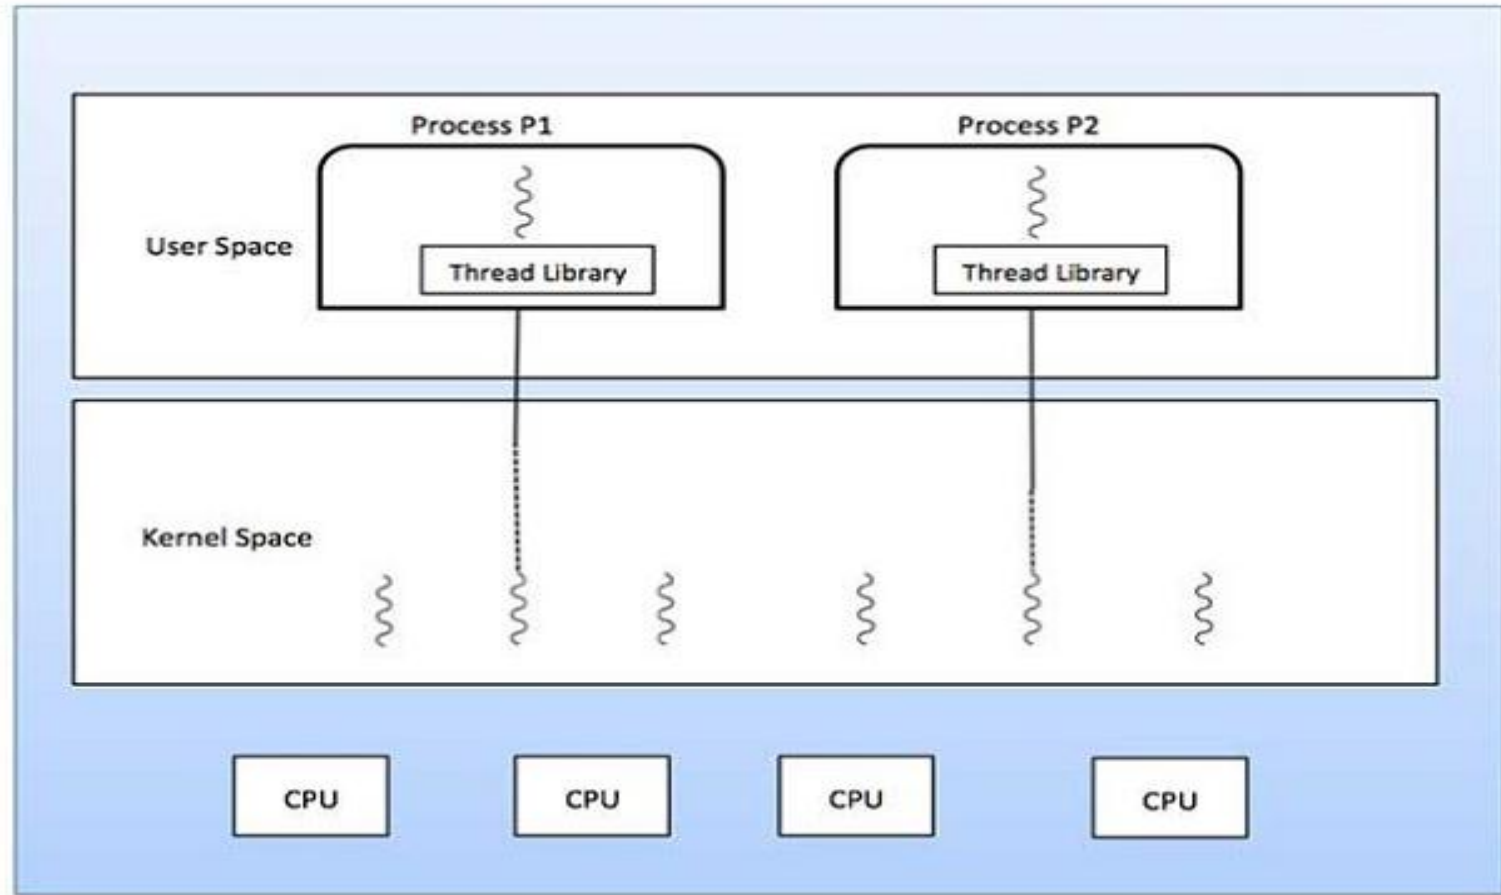 Process P1
Process P2
User Space
Thread Library
Thread Library
Kernel Space
CPU
CPU
CPU
CPU